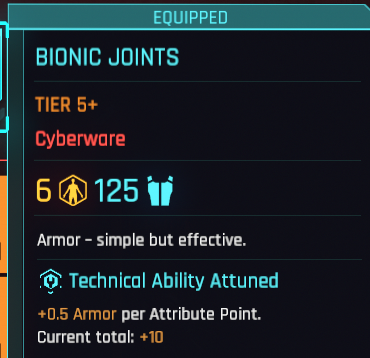 EQUIPPED
BIONIC JOINTS
TIER 5+
Cyberware
6 125
Armor – simple but effective.
Technical Ability Attuned
+0.5 Armor per Attribute Point.
Current total: +10